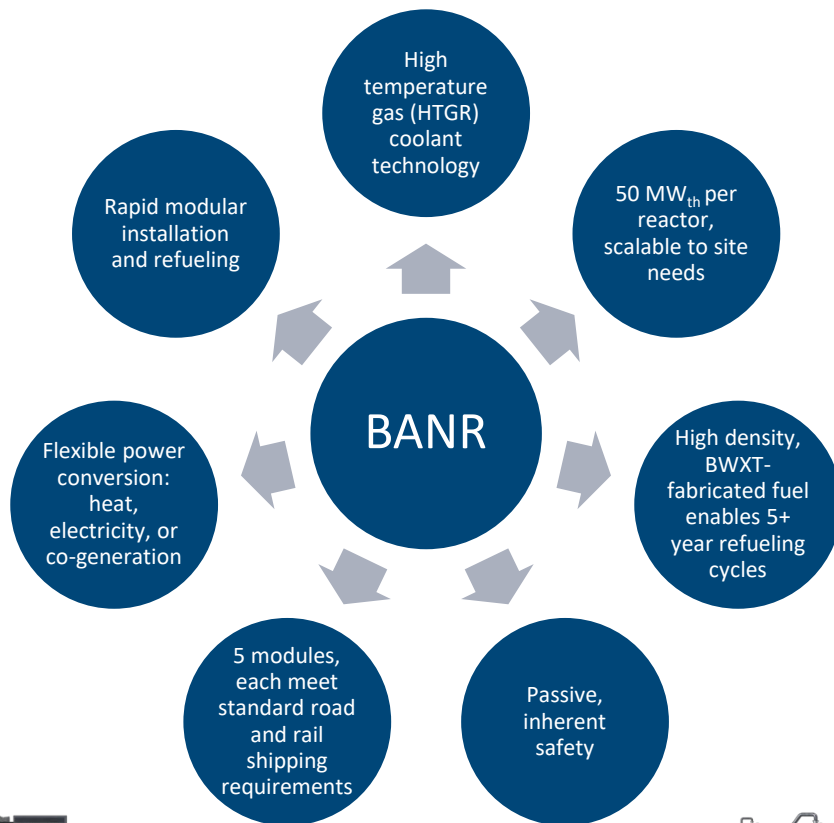 High
temperature
gas (HTGR)
coolant
technology
50 MWth per
reactor,
scalable to site
needs
High density,
BWXT-
fabricated fuel
enables 5+
year refueling
cycles
Passive,
inherent
safety
5 modules,
each meet
standard road
and rail
shipping
requirements
Flexible power
conversion:
heat,
electricity, or
co-generation
Rapid modular
installation
and refueling
BANR